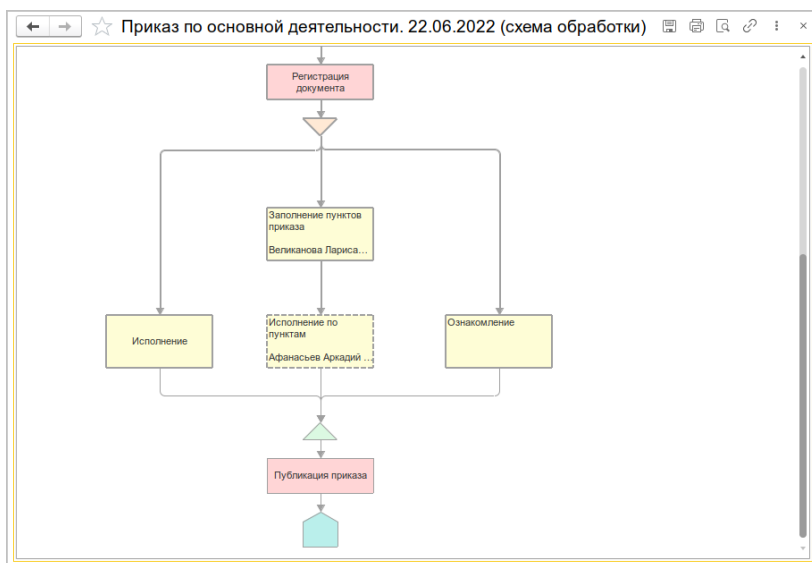 Приказ по основной деятельности. 22.06.2022 (схема обработки)
Регистрация
документа
Заполнение пунктов
приказа
Великанова Лариса...
Исполнение
Исполнение по
пунктам
Афанасьев Аркадий ...
Ознакомление
Публикация приказа